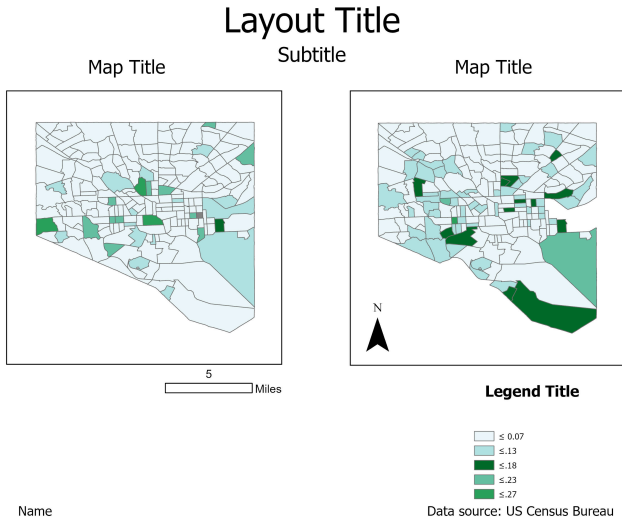 Layout Title
Subtitle
Map Title
Map Title
N
5
Miles
Legend Title
≤ 0.07
≤.13
≤.18
≤.23
≤.27
Name
Data source: US Census Bureau